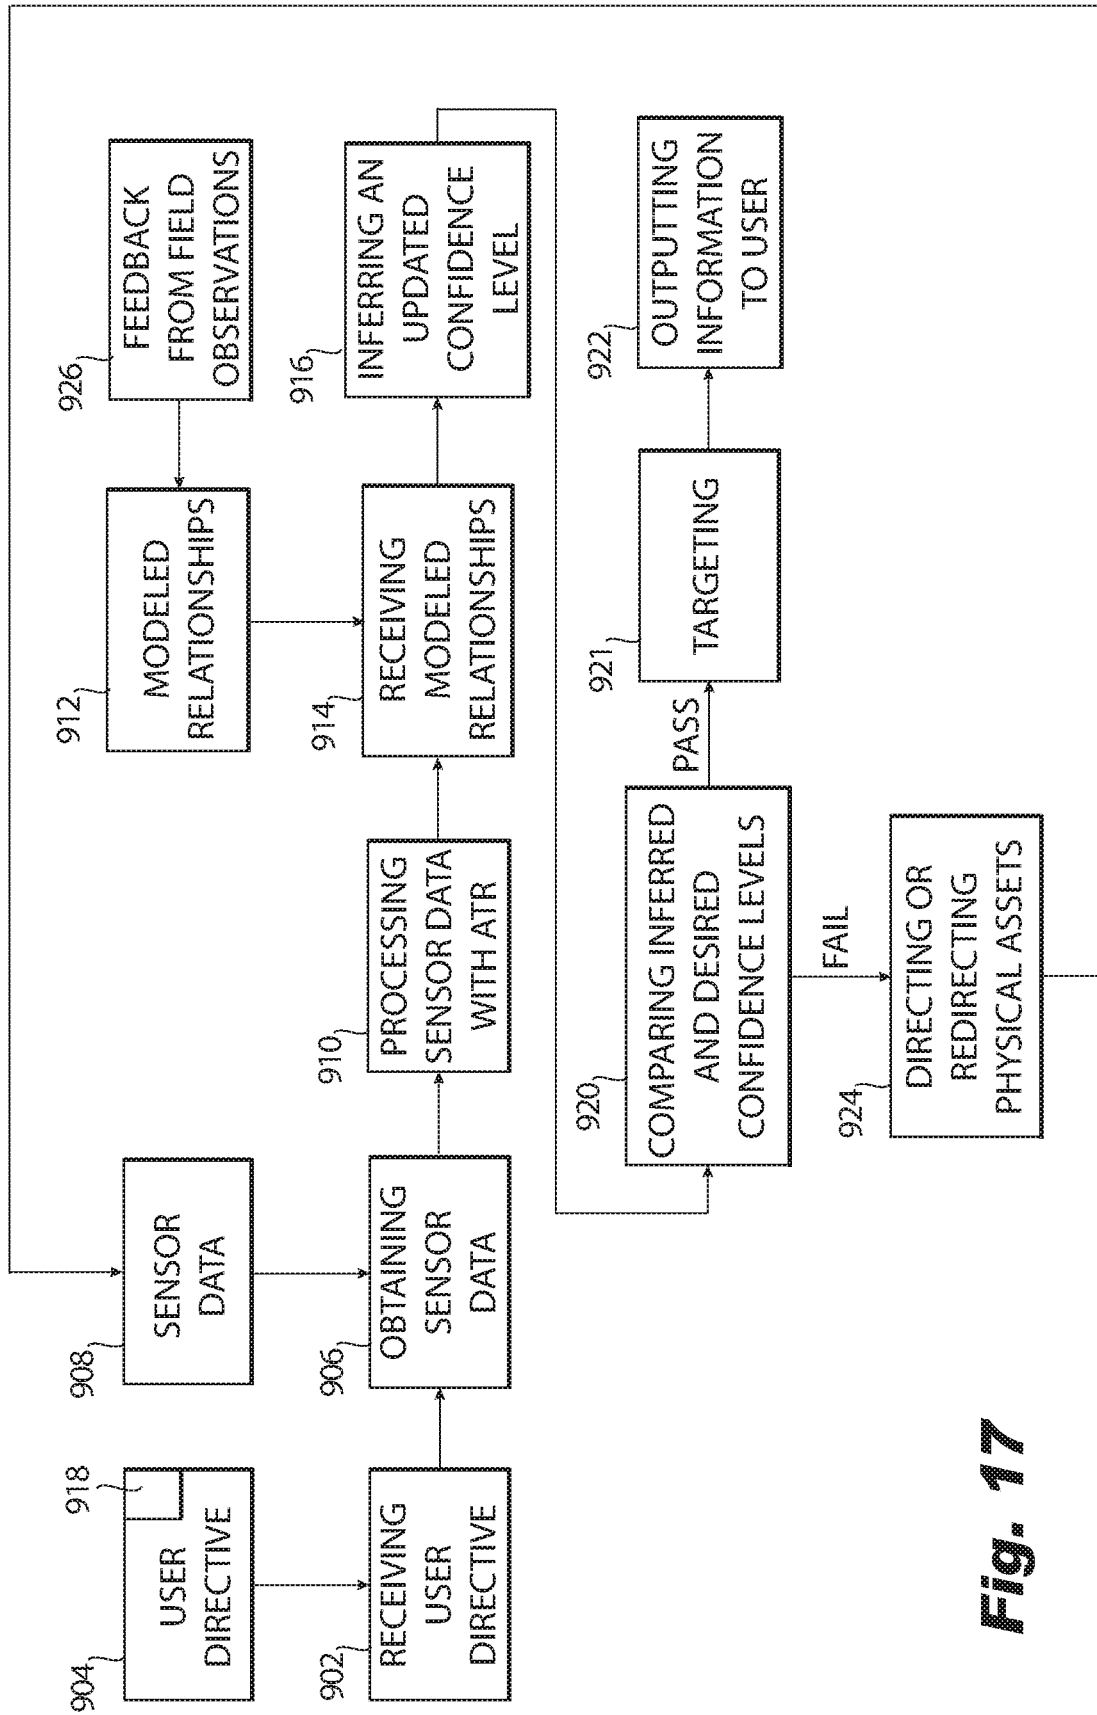 904
USER
DIRECTIVE
918
908
SENSOR
DATA
912
MODELED
RELATIONSHIPS
926
FEEDBACK
FROM FIELD
OBSERVATIONS
902
RECEIVING
USER
DIRECTIVE
906
OBTAINING
SENSOR
DATA
910
PROCESSING
SENSOR DATA
WITH ATR
914
RECEIVING
MODELED
RELATIONSHIPS
916
INFERRING AN
UPDATED
CONFIDENCE
LEVEL
920
COMPARING INFERRED
AND DESIRED
CONFIDENCE LEVELS
PASS
921
TARGETING
922
OUTPUTTING
INFORMATION
TO USER
FAIL
924
DIRECTING OR
REDIRECTING
PHYSICAL ASSETS
Fig. 17